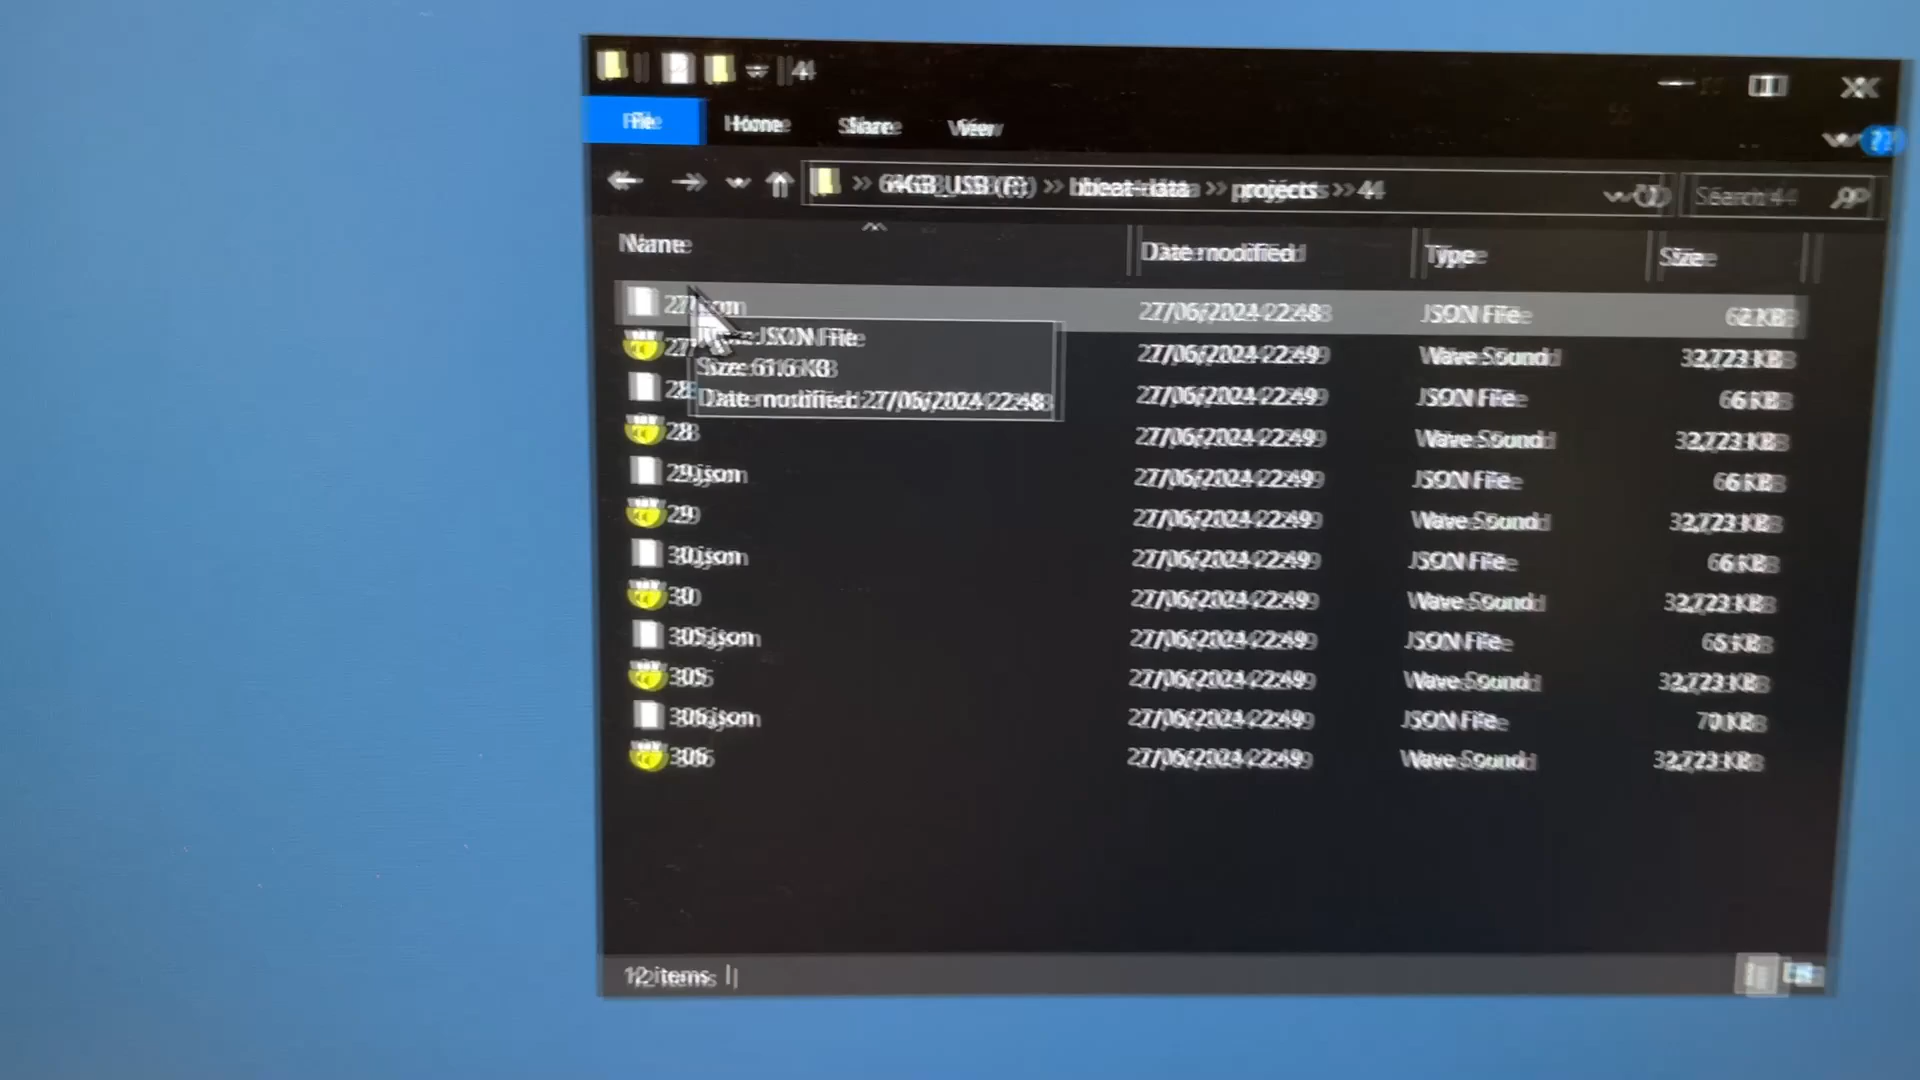 44
File Home Share View
64GB_USB (F:) » bbeat-data » projects » 44 Search 44
Name Date modified Type Size
27.json 27/06/2024 22:48 JSON File 62 KB
27 27/06/2024 22:49 Wave Sound 32,723 KB
28 27/06/2024 22:49 JSON File 66 KB
Type: JSON File
Size: 61.6 KB
Date modified: 27/06/2024 22:48
28 27/06/2024 22:49 Wave Sound 32,723 KB
29.json 27/06/2024 22:49 JSON File 66 KB
29 27/06/2024 22:49 Wave Sound 32,723 KB
30.json 27/06/2024 22:49 JSON File 66 KB
30 27/06/2024 22:49 Wave Sound 32,723 KB
305.json 27/06/2024 22:49 JSON File 65 KB
305 27/06/2024 22:49 Wave Sound 32,723 KB
306.json 27/06/2024 22:49 JSON File 70 KB
306 27/06/2024 22:49 Wave Sound 32,723 KB
12 items